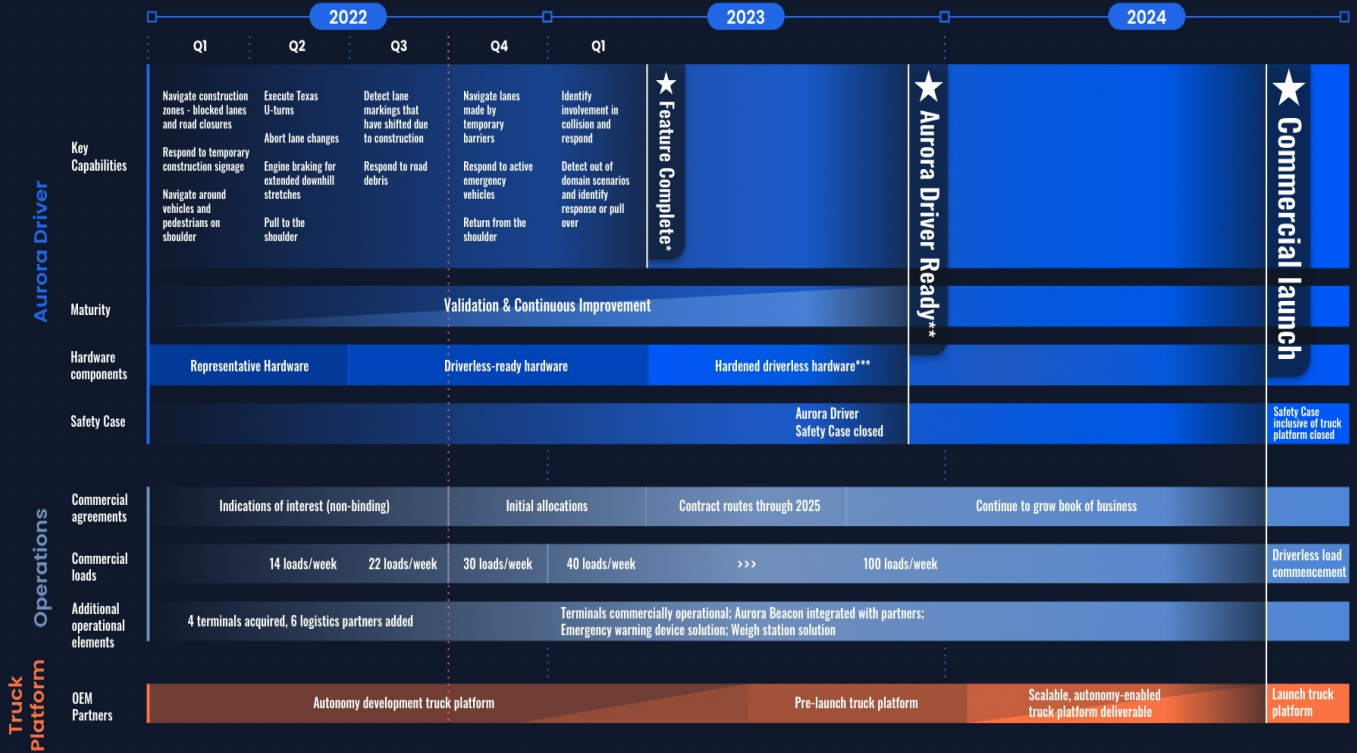 2022
2023
2024
Q1
Q2
Q3
Q4
Q1
Aurora Driver
Key
Capabilities
Navigate construction
zones - blocked lanes
and road closures
Respond to temporary
construction signage
Navigate around
vehicles and
pedestrians on
shoulder
Execute Texas
U-turns
Abort lane changes
Engine braking for
extended downhill
stretches
Pull to the
shoulder
Detect lane
markings that
have shifted due
to construction
Respond to road
debris
Navigate lanes
made by
temporary
barriers
Respond to active
emergency
vehicles
Return from the
shoulder
Identify
involvement in
collision and
respond
Detect out of
domain scenarios
and identify
response or pull
over
Feature Complete*
Aurora Driver Ready**
Commercial launch
Maturity
Validation & Continuous Improvement
Hardware
components
Representative Hardware
Driverless-ready hardware
Hardened driverless hardware***
Safety Case
Aurora Driver
Safety Case closed
Safety Case
inclusive of truck
platform closed
Operations
Commercial
agreements
Indications of interest (non-binding)
Initial allocations
Contract routes through 2025
Continue to grow book of business
Commercial
loads
14 loads/week
22 loads/week
30 loads/week
40 loads/week
>>>
100 loads/week
Driverless load
commencement
Additional
operational
elements
4 terminals acquired, 6 logistics partners added
Terminals commercially operational; Aurora Beacon integrated with partners;
Emergency warning device solution; Weigh station solution
Truck
Platform
OEM
Partners
Autonomy development truck platform
Pre-launch truck platform
Scalable, autonomy-enabled
truck platform deliverable
Launch truck
platform